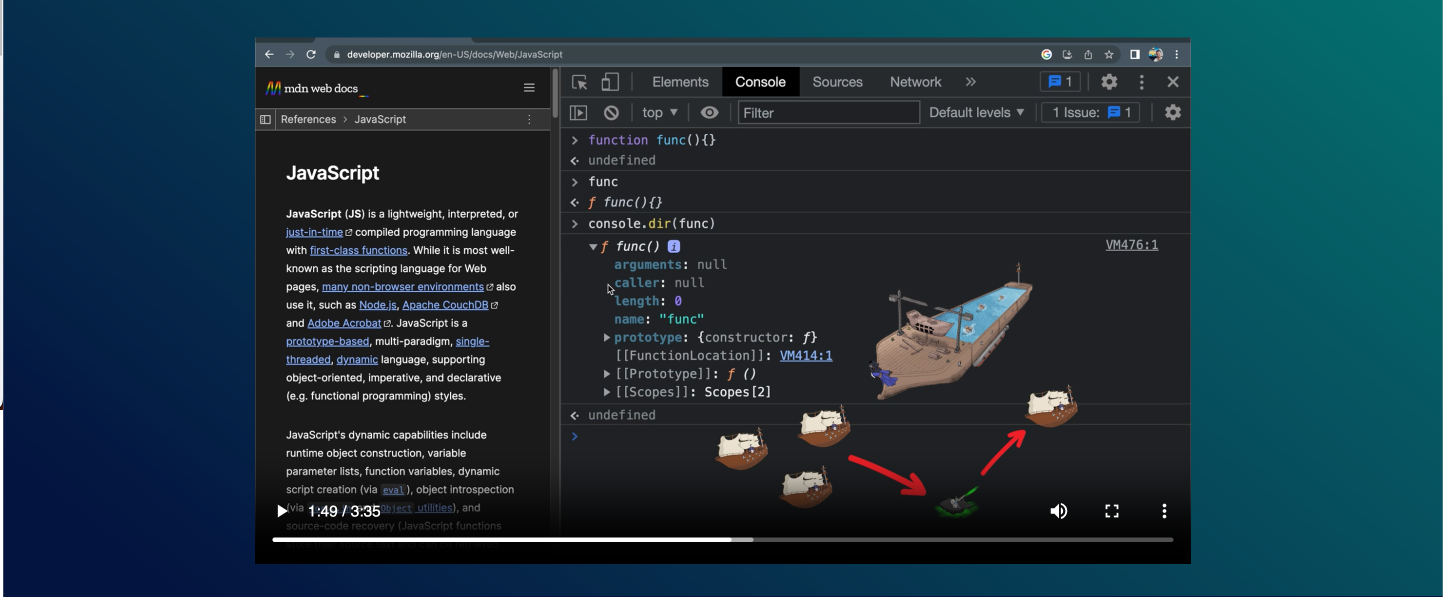 developer.mozilla.org/en-US/docs/Web/JavaScript
mdn web docs
References > JavaScript
JavaScript
JavaScript (JS) is a lightweight, interpreted, or
just-in-time compiled programming language
with first-class functions. While it is most well-
known as the scripting language for Web
pages, many non-browser environments also
use it, such as Node.js, Apache CouchDB
and Adobe Acrobat. JavaScript is a
prototype-based, multi-paradigm, single-
threaded, dynamic language, supporting
object-oriented, imperative, and declarative
(e.g. functional programming) styles.
JavaScript's dynamic capabilities include
runtime object construction, variable
parameter lists, function variables, dynamic
script creation (via eval), object introspection
(via Object utilities), and
source-code recovery (JavaScript functions
1:49 / 3:35
Elements Console Sources Network » 1
top Filter Default levels 1 Issue: 1
> function func(){}
undefined
> func
ƒ func(){}
> console.dir(func)
ƒ func() i VM476:1
arguments: null
caller: null
length: 0
name: "func"
prototype: {constructor: ƒ}
[[FunctionLocation]]: VM414:1
[[Prototype]]: ƒ ()
[[Scopes]]: Scopes[2]
undefined
>